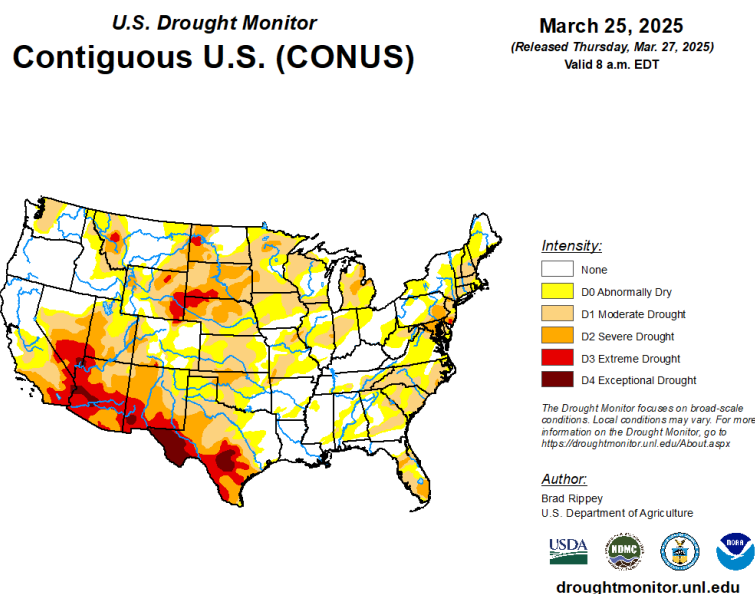 U.S. Drought Monitor
Contiguous U.S. (CONUS)
March 25, 2025
(Released Thursday, Mar. 27, 2025)
Valid 8 a.m. EDT
Intensity:
None
D0 Abnormally Dry
D1 Moderate Drought
D2 Severe Drought
D3 Extreme Drought
D4 Exceptional Drought
The Drought Monitor focuses on broad-scale
conditions. Local conditions may vary. For more
information on the Drought Monitor, go to
https://droughtmonitor.unl.edu/About.aspx
Author:
Brad Rippey
U.S. Department of Agriculture
USDA
NDMC
NOAA
droughtmonitor.unl.edu